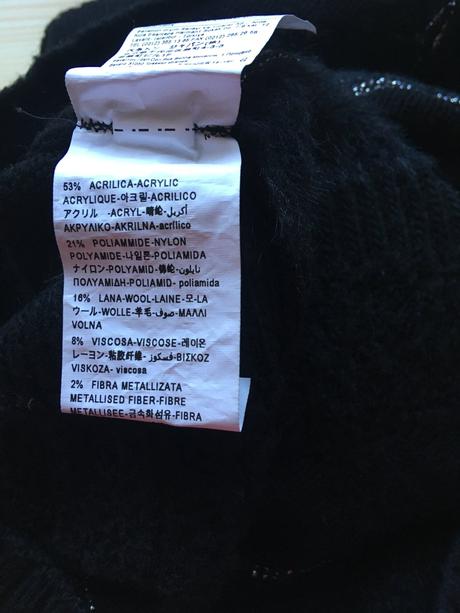 TEL (0212)
53% ACRILICA-ACRYLIC
ACRYLIQUE-아크릴-ACRILICO
アクリル -ACRYL-腈纶-أكريل
ΑΚΡΥΛΙΚΟ-AKRILNA-acrílico
21% POLIAMMIDE-NYLON
POLYAMIDE-나일론-POLIAMIDA
ナイロン-POLYAMID-锦纶-نايلون
ΠΟΛΥΑΜΙΔΗ-POLIAMID- poliamida
16% LANA-WOOL-LAINE-모-LA
ウール-WOLLE-羊毛-صوف-ΜΑΛΛΙ
VOLNA
8% VISCOSA-VISCOSE-레이온
レーヨン-粘胶纤维-فسكوز-ΒΙΣΚΟΖ
VISKOZA- viscosa
2% FIBRA METALLIZATA
METALLISED FIBER-FIBRE
METALLISEE-금속화섬유-FIBRA